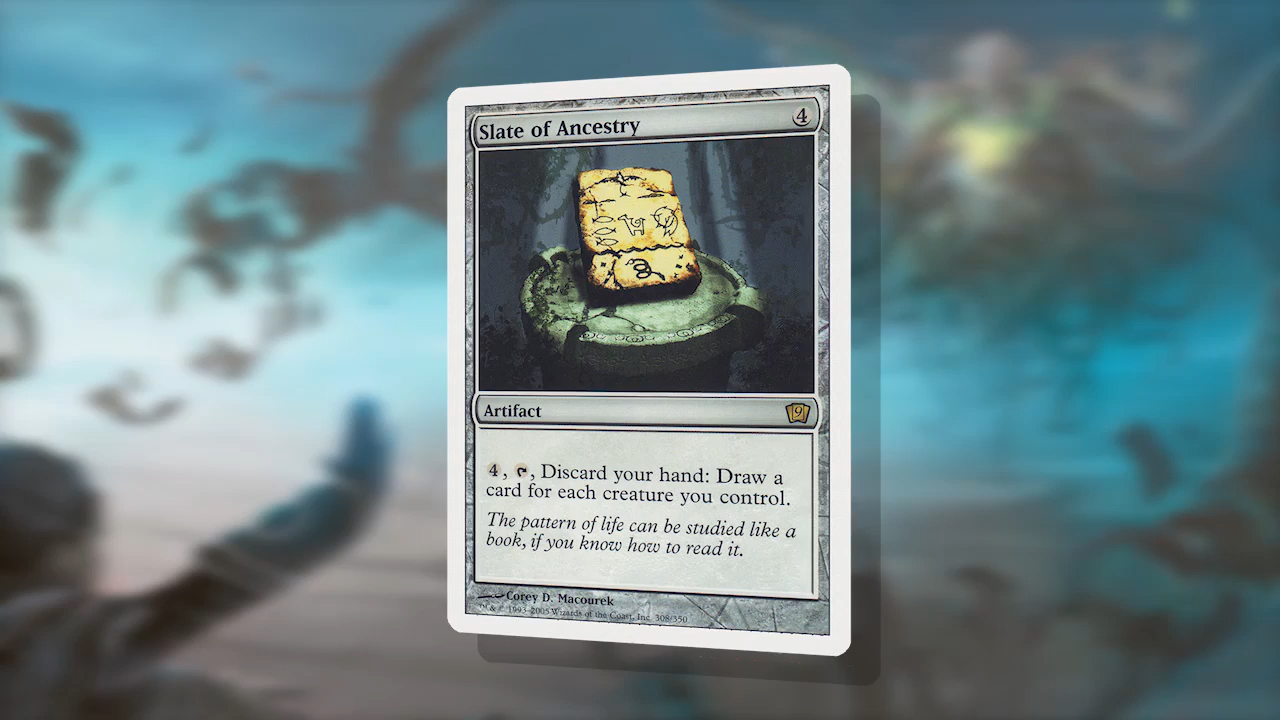 Slate of Ancestry 4
Artifact 9
4, , Discard your hand: Draw a
card for each creature you control.
The pattern of life can be studied like a
book, if you know how to read it.
Corey D. Macourek
™ & © 1993-2005 Wizards of the Coast, Inc. 308/350